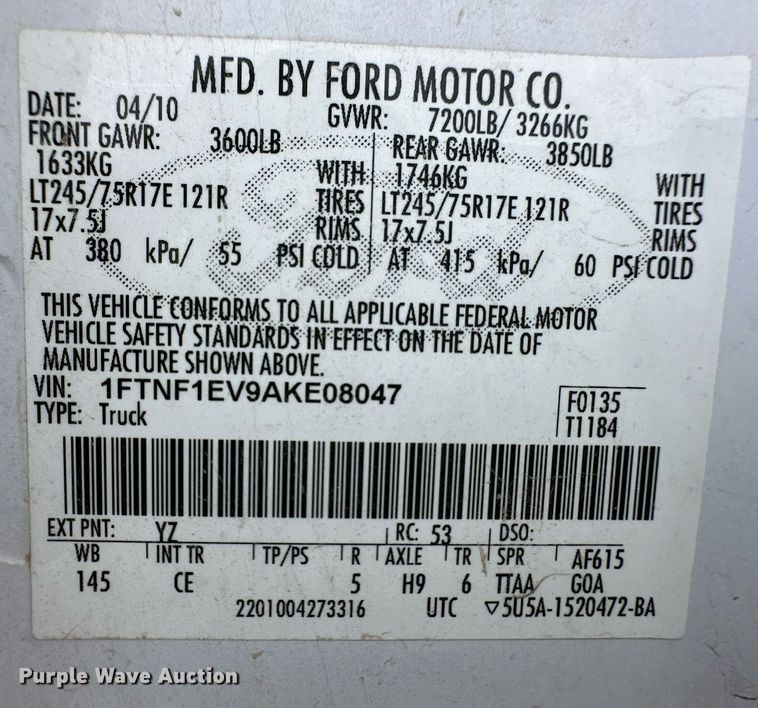 MFD. BY FORD MOTOR CO.
DATE: 04/10 GVWR: 7200LB/ 3266KG
FRONT GAWR: 3600LB REAR GAWR: 3850LB
1633KG WITH 1746KG WITH
LT245/75R17E 121R TIRES LT245/75R17E 121R TIRES
17x7.5J RIMS 17x7.5J RIMS
AT 380 kPa/ 55 PSI COLD AT 415 kPa/ 60 PSI COLD
THIS VEHICLE CONFORMS TO ALL APPLICABLE FEDERAL MOTOR
VEHICLE SAFETY STANDARDS IN EFFECT ON THE DATE OF
MANUFACTURE SHOWN ABOVE.
VIN: 1FTNF1EV9AKE08047
TYPE: Truck
F0135
T1184
EXT PNT: YZ RC: 53 DSO:
WB INT TR TP/PS R AXLE TR SPR AF615
145 CE 5 H9 6 TTAA GOA
2201004273316 UTC ▽5U5A-1520472-BA
Ford
Purple Wave Auction